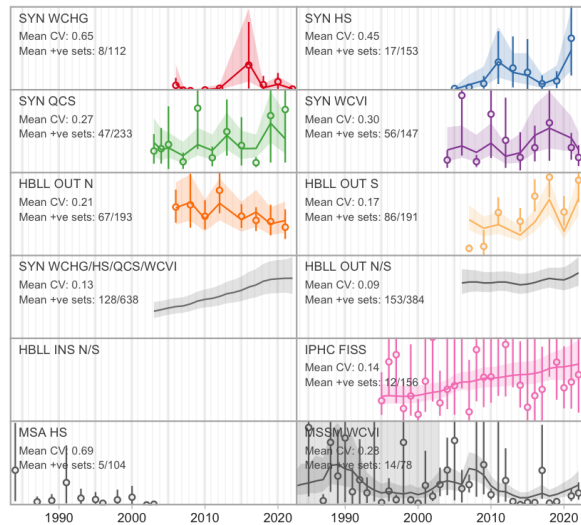 SYN WCHG
Mean CV: 0.65
Mean +ve sets: 8/112
SYN HS
Mean CV: 0.45
Mean +ve sets: 17/153
SYN QCS
Mean CV: 0.27
Mean +ve sets: 47/233
SYN WCVI
Mean CV: 0.30
Mean +ve sets: 56/147
HBLL OUT N
Mean CV: 0.21
Mean +ve sets: 67/193
HBLL OUT S
Mean CV: 0.17
Mean +ve sets: 86/191
SYN WCHG/HS/QCS/WCVI
Mean CV: 0.13
Mean +ve sets: 128/638
HBLL OUT N/S
Mean CV: 0.09
Mean +ve sets: 153/384
HBLL INS N/S
IPHC FISS
Mean CV: 0.14
Mean +ve sets: 12/156
MSA HS
Mean CV: 0.69
Mean +ve sets: 5/104
MSSM WCVI
Mean CV: 0.28
Mean +ve sets: 14/78
1990 2000 2010 2020
1990 2000 2010 2020